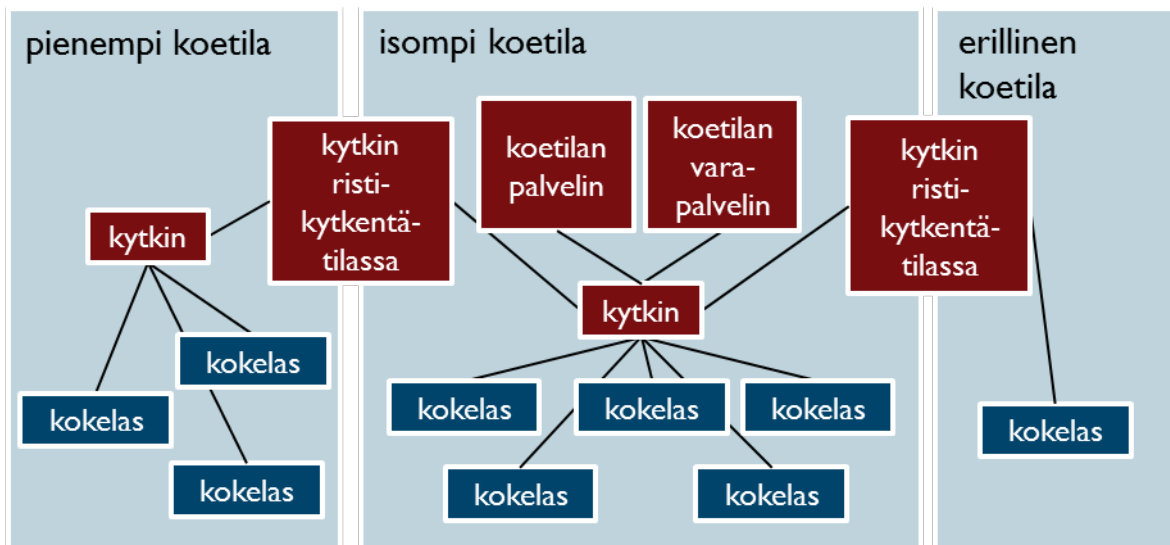 pienempi koetila
isompi koetila
erillinen
koetila
kytkin
risti-
kytkentä-
tilassa
koetilan
palvelin
koetilan
vara-
palvelin
kytkin
risti-
kytkentä-
tilassa
kytkin
kytkin
kokelas
kokelas
kokelas
kokelas
kokelas
kokelas
kokelas
kokelas
kokelas